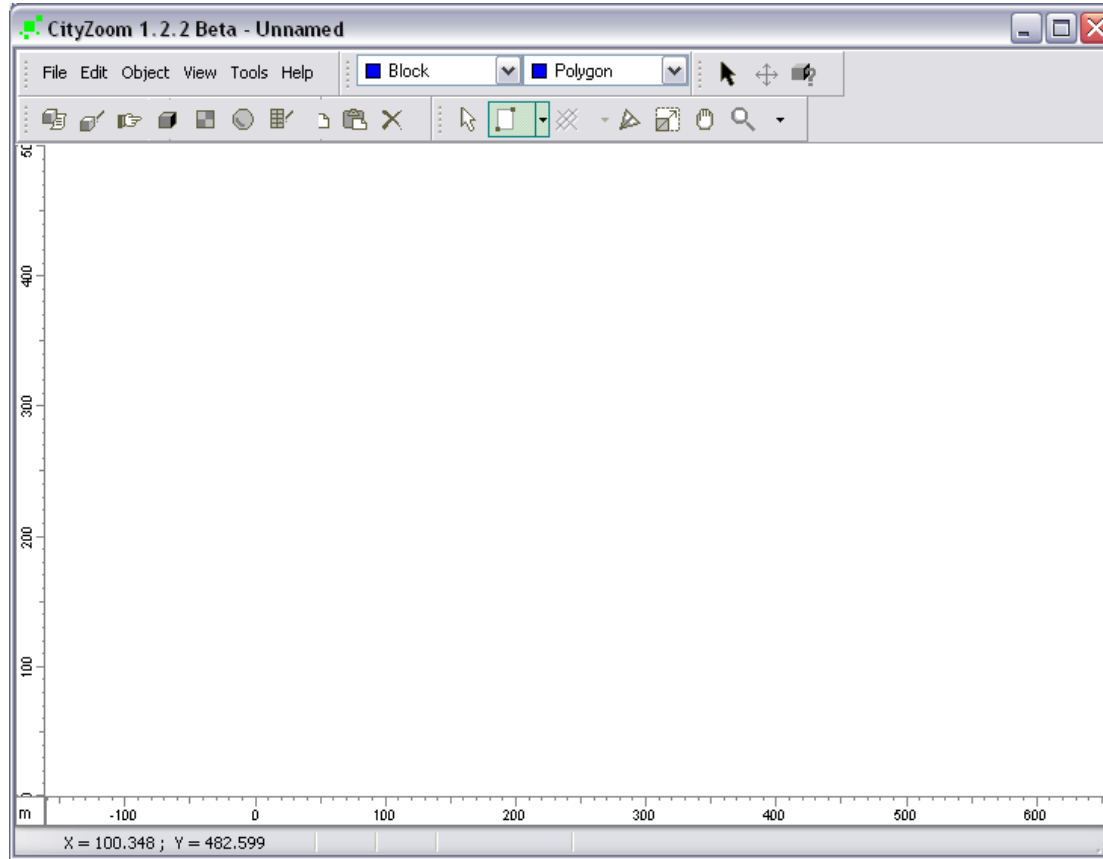 CityZoom 1.2.2 Beta - Unnamed
File Edit Object View Tools Help
Block
Polygon
400
300
200
100
m
-100 0 100 200 300 400 500 600
X = 100.348 ; Y = 482.599